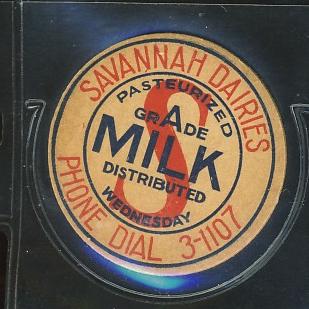 SAVANNAH DAIRIES
PASTEURIZED
GRADE
A
S
MILK
DISTRIBUTED
WEDNESDAY
PHONE DIAL 3-1107